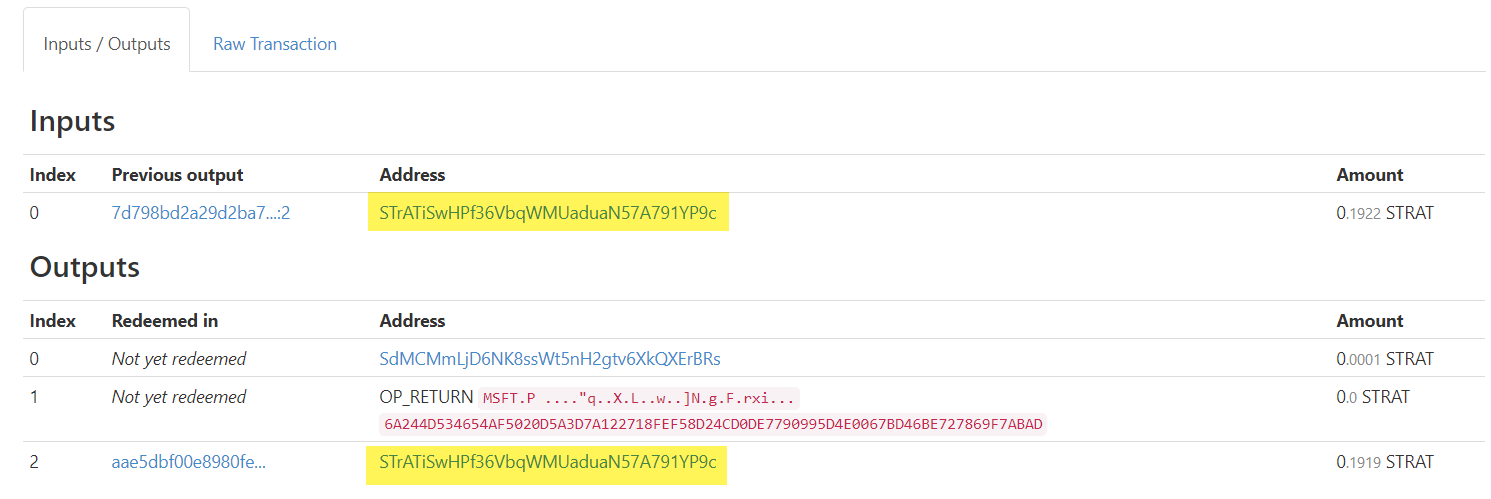 Inputs / Outputs Raw Transaction
Inputs
Index Previous output Address Amount
0 7d798bd2a29d2ba7...:2 STrATiSwHPf36VbqWMUaduaN57A791YP9c 0.1922 STRAT
Outputs
Index Redeemed in Address Amount
0 Not yet redeemed SdMCMmLjD6NK8ssWt5nH2gtv6XkQXErBRs 0.0001 STRAT
1 Not yet redeemed OP_RETURN MSFT.P ...."q..X.L..w..]N.g.F.rxi... 0.0 STRAT
6A244D534654AF5020D5A3D7A122718FEF58D24CD0DE7790995D4E0067BD46BE727869F7ABAD
2 aae5dbf00e8980fe... STrATiSwHPf36VbqWMUaduaN57A791YP9c 0.1919 STRAT